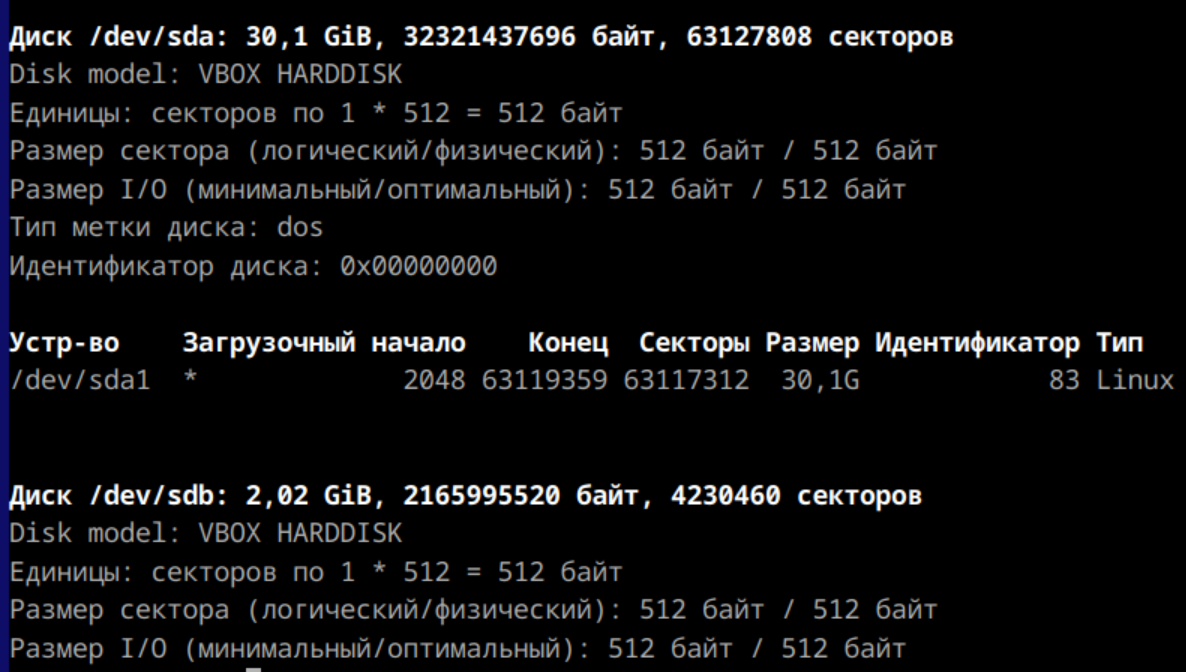 Диск /dev/sda: 30,1 GiB, 32321437696 байт, 63127808 секторов
Disk model: VBOX HARDDISK
Единицы: секторов по 1 * 512 = 512 байт
Размер сектора (логический/физический): 512 байт / 512 байт
Размер I/O (минимальный/оптимальный): 512 байт / 512 байт
Тип метки диска: dos
Идентификатор диска: 0x00000000
Устр-во Загрузочный начало Конец Секторы Размер Идентификатор Тип
/dev/sda1 * 2048 63119359 63117312 30,1G 83 Linux
Диск /dev/sdb: 2,02 GiB, 2165995520 байт, 4230460 секторов
Disk model: VBOX HARDDISK
Единицы: секторов по 1 * 512 = 512 байт
Размер сектора (логический/физический): 512 байт / 512 байт
Размер I/O (минимальный/оптимальный): 512 байт / 512 байт